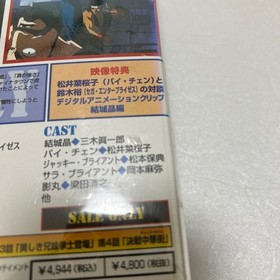 映像特典
松井菜桜子(パイ・チェン)と
鈴木裕(セガ・エンタープライゼス)の対談
デジタルアニメーションクリップ
結城晶編
CAST
結城晶◆三木眞一郎
パイ・チェン◆松井菜桜子
ジャッキー・ブライアント◆松本保典
サラ・ブライアント◆岡本麻弥
影丸◆梁田清之
他
SALE ONLY
3話「美しき兄妹拳士登場」 第4話「決戦中華街」
¥4,944(税込) ¥4,800(税抜)